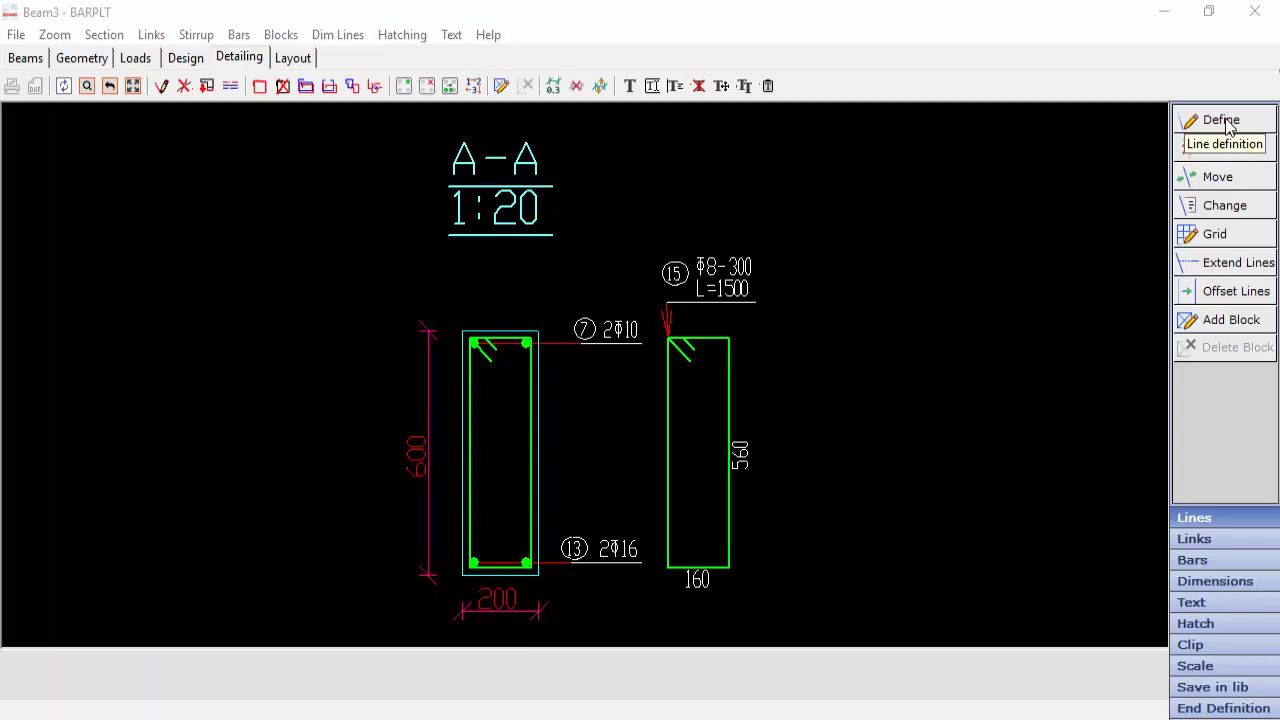 Beam3 - BARPLT
File Zoom Section Links Stirrup Bars Blocks Dim Lines Hatching Text Help
Beams Geometry Loads Design Detailing Layout
A-A
1:20
15 Φ8-300
L=1500
7 2Φ10
600
560
13 2Φ16
160
200
Define
Line definition
Move
Change
Grid
Extend Lines
Offset Lines
Add Block
Delete Block
Lines
Links
Bars
Dimensions
Text
Hatch
Clip
Scale
Save in lib
End Definition